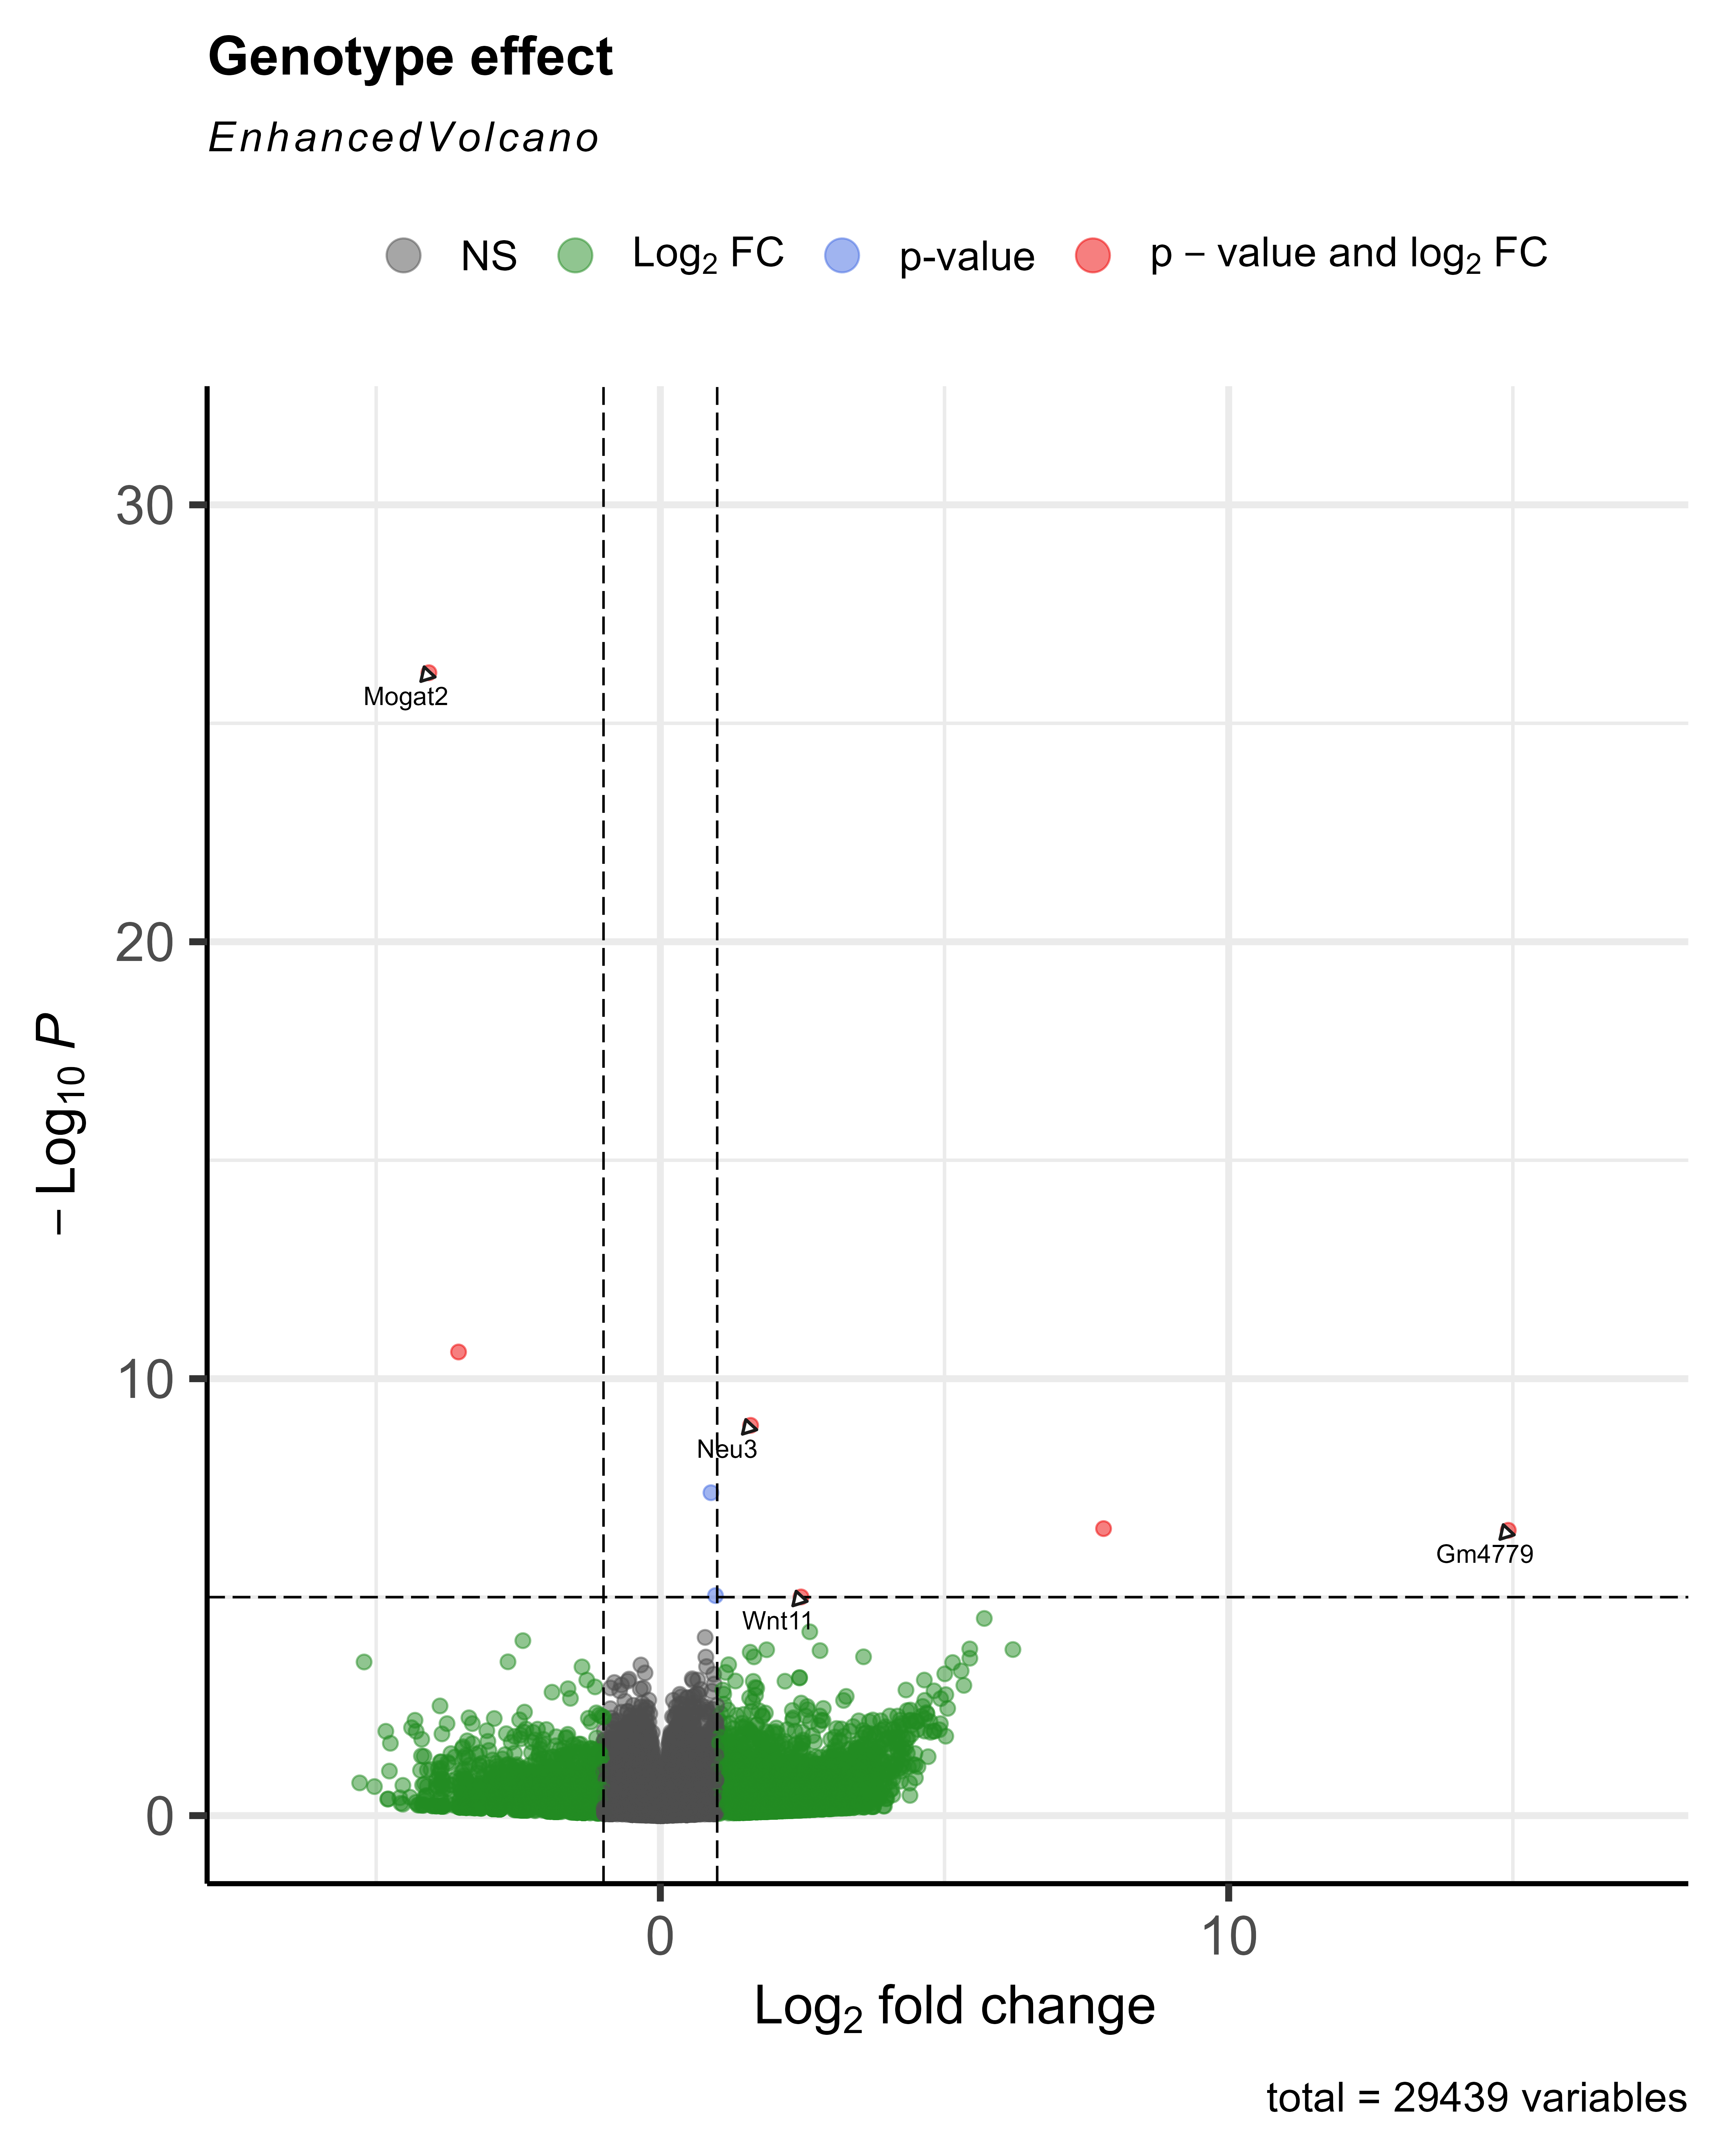 Genotype effect
EnhancedVolcano
NS Log2 FC p-value p − value and log2 FC
− Log10 P
30
20
10
0
Mogat2
Neu3
Gm4779
Wnt11
0 10
Log2 fold change
total = 29439 variables